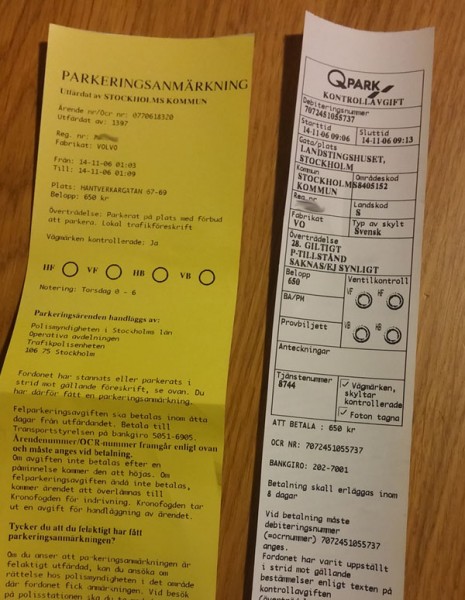 PARKERINGSANMÄRKNING
Utfärdat av STOCKHOLMS KOMMUN
Ärende nr/Ocr nr: 0770618320
Utfärdat av: 1397
Reg. nr:
Fabrikat: VOLVO
Från: 14-11-06 01:03
Till: 14-11-06 01:09
Plats: HANTVERKARGATAN 67-69
Belopp: 650 kr
Överträdelse: Parkerat på plats med förbud
att parkera. Lokal trafikföreskrift
Vägmärken kontrollerade: Ja
HF VF HB VB
Notering: Torsdag 0 - 6
Parkeringsärenden handläggs av:
Polismyndigheten i Stockholms län
Operativa avdelningen
Trafikpolisenheten
106 75 Stockholm
Fordonet har stannats eller parkerats i
strid mot gällande föreskrift, se ovan. Du
har därför fått en parkeringsanmärkning.
Felparkeringsavgiften ska betalas inom åtta
dagar från utfärdandet. Betala till
Transportstyrelsen på bankgiro 5051-6905.
Ärendenummer/OCR-nummer framgår enligt ovan
och måste anges vid betalning.
Om avgiften inte betalas efter en
påminnelse kommer den att höjas. Om
felparkeringsavgiften ändå inte betalas,
kommer ärendet att överlämnas till
Kronofogden för indrivning. Kronofogden tar
ut en avgift för handläggning av ärendet.
Tycker du att du felaktigt har fått
parkeringsanmärkningen?
Om du anser att parkeringsanmärkningen är
felaktigt utfärdad, kan du ansöka om
rättelse hos polismyndigheten i det område
där fordonet fick anmärkningen. Vid besök
på polisstationen ska du
QPARK
KONTROLLAVGIFT
Debiteringsnummer
7072451055737
Starttid Sluttid
14-11-06 09:06 14-11-06 09:13
Gata/plats
LANDSTINGSHUSET,
STOCKHOLM
Kommun Områdeskod
STOCKHOLMS8405152
KOMMUN
Reg nr Landskod
S
Fabrikat Typ av skylt
VO Svensk
Överträdelse
28. GILTIGT
P-TILLSTÅND
SAKNAS/EJ SYNLIGT
Belopp Ventilkontroll
650
VF HF
BA/PM
Provbiljett
VB HB
Anteckningar
Tjänstenummer
8744
Vägmärken,
skyltar
kontrollerade
Foton tagna
ATT BETALA : 650 kr
OCR NR: 7072451055737
BANKGIRO: 202-7001
Betalning skall erläggas inom
8 dagar
Vid betalning måste
debiteringsnummer
(=ocrnummer) 7072451055737
anges.
Fordonet har varit uppställt
i strid mot gällande
bestämmelser enligt texten på
kontrollavgiften